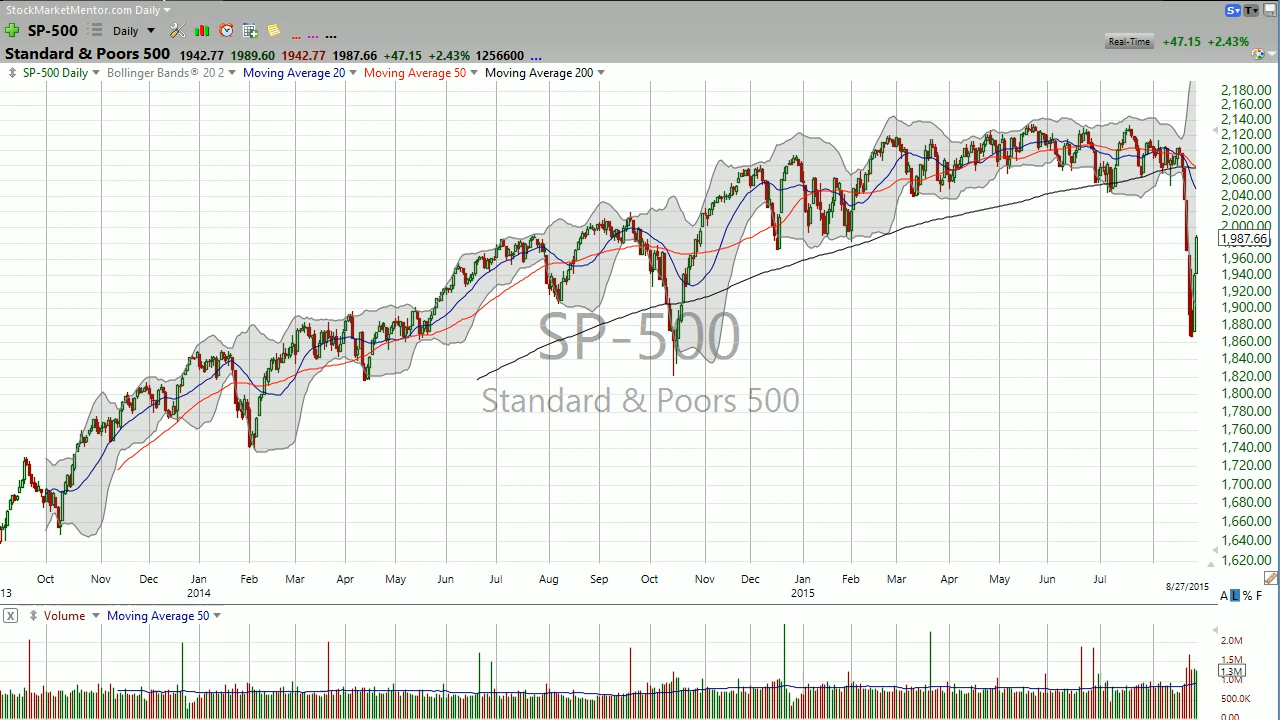 StockMarketMentor.com Daily
SP-500 Daily
Standard & Poors 500 1942.77 1989.60 1942.77 1987.66 +47.15 +2.43% 1256600 ...
S T
Real-Time +47.15 +2.43%
SP-500 Daily Bollinger Bands® 20 2 Moving Average 20 Moving Average 50 Moving Average 200
2,180.00
2,160.00
2,140.00
2,120.00
2,100.00
2,080.00
2,060.00
2,040.00
2,020.00
2,000.00
1,987.66
1,960.00
1,940.00
1,920.00
1,900.00
1,880.00
1,860.00
1,840.00
1,820.00
1,800.00
1,780.00
1,760.00
1,740.00
1,720.00
1,700.00
1,680.00
1,660.00
1,640.00
1,620.00
SP-500
Standard & Poors 500
Oct Nov Dec Jan Feb Mar Apr May Jun Jul Aug Sep Oct Nov Dec Jan Feb Mar Apr May Jun Jul 8/27/2015
13 2014 2015
A L % F
X Volume Moving Average 50
2.0M
1.5M
1.3M
1.0M
500.0K
0.00